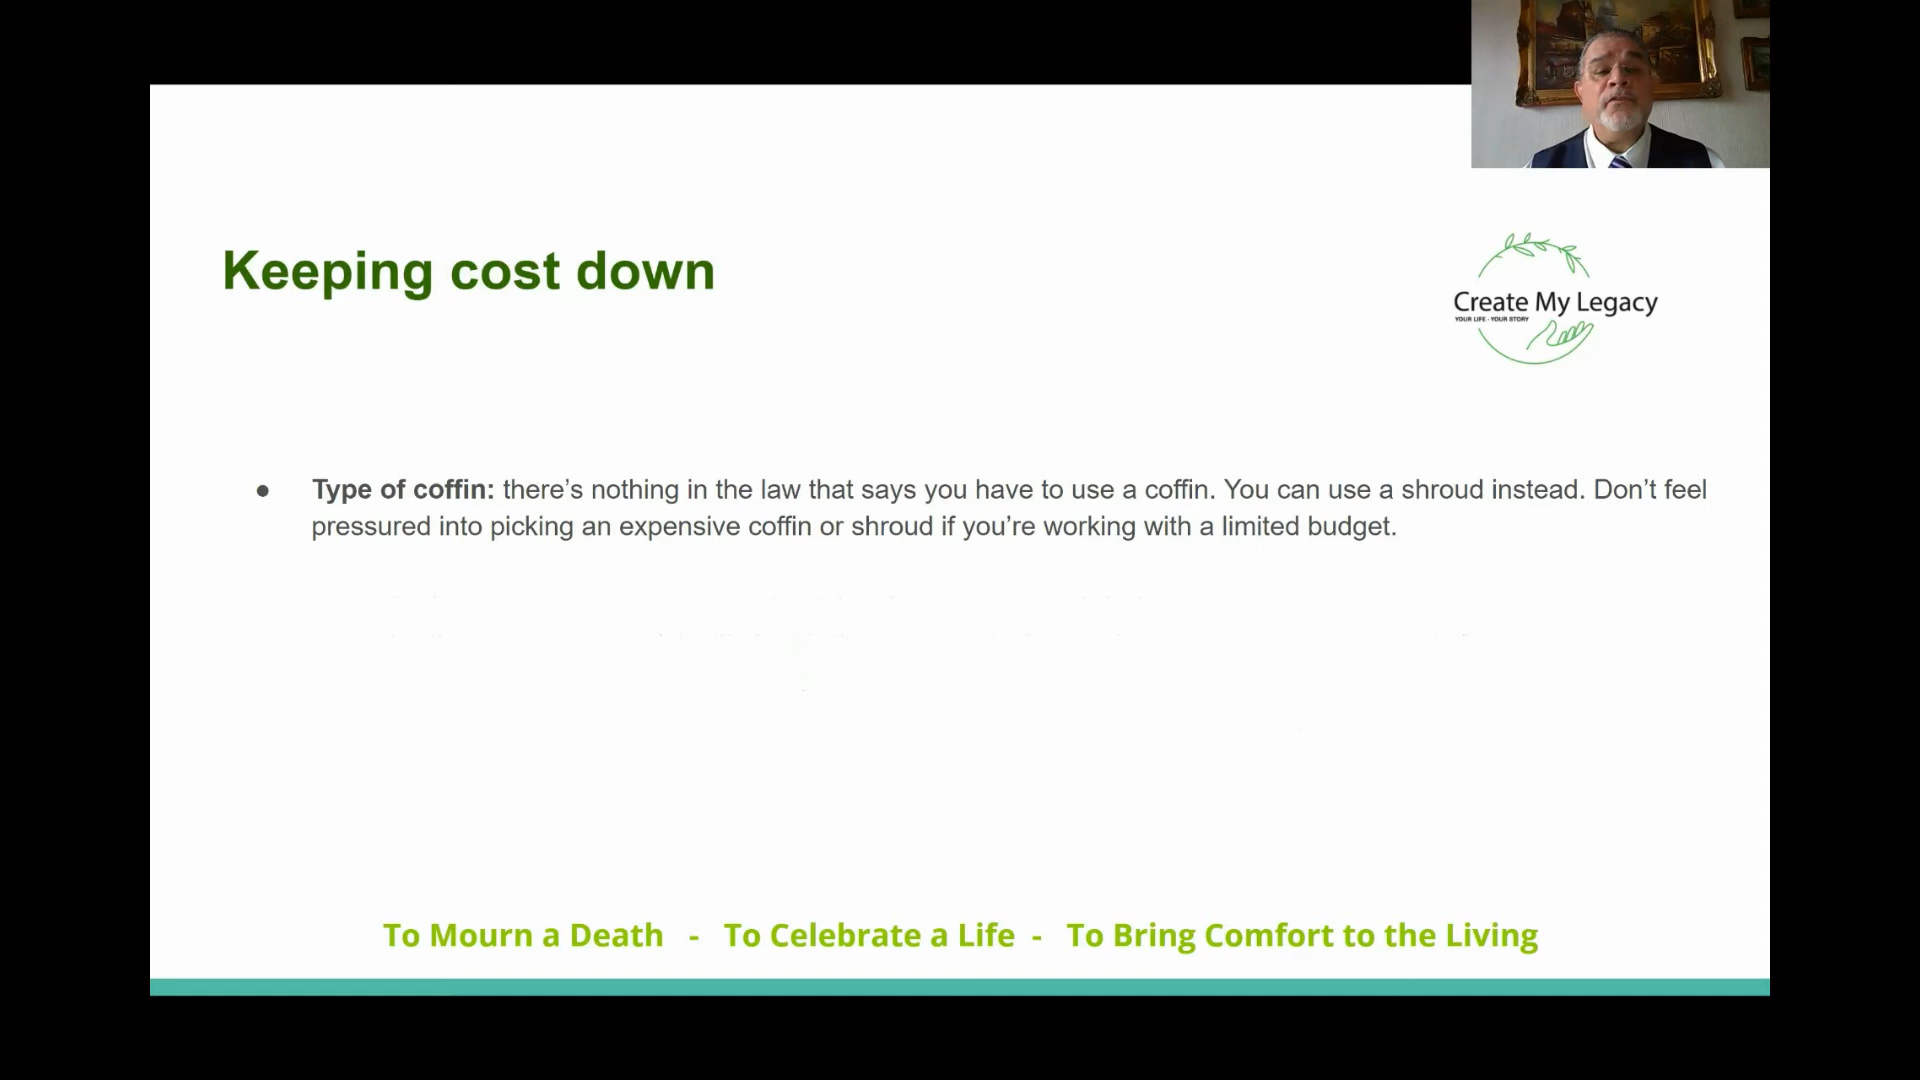 Keeping cost down
Create My Legacy
YOUR LIFE - YOUR STORY
● Type of coffin: there’s nothing in the law that says you have to use a coffin. You can use a shroud instead. Don’t feel
pressured into picking an expensive coffin or shroud if you’re working with a limited budget.
To Mourn a Death - To Celebrate a Life - To Bring Comfort to the Living